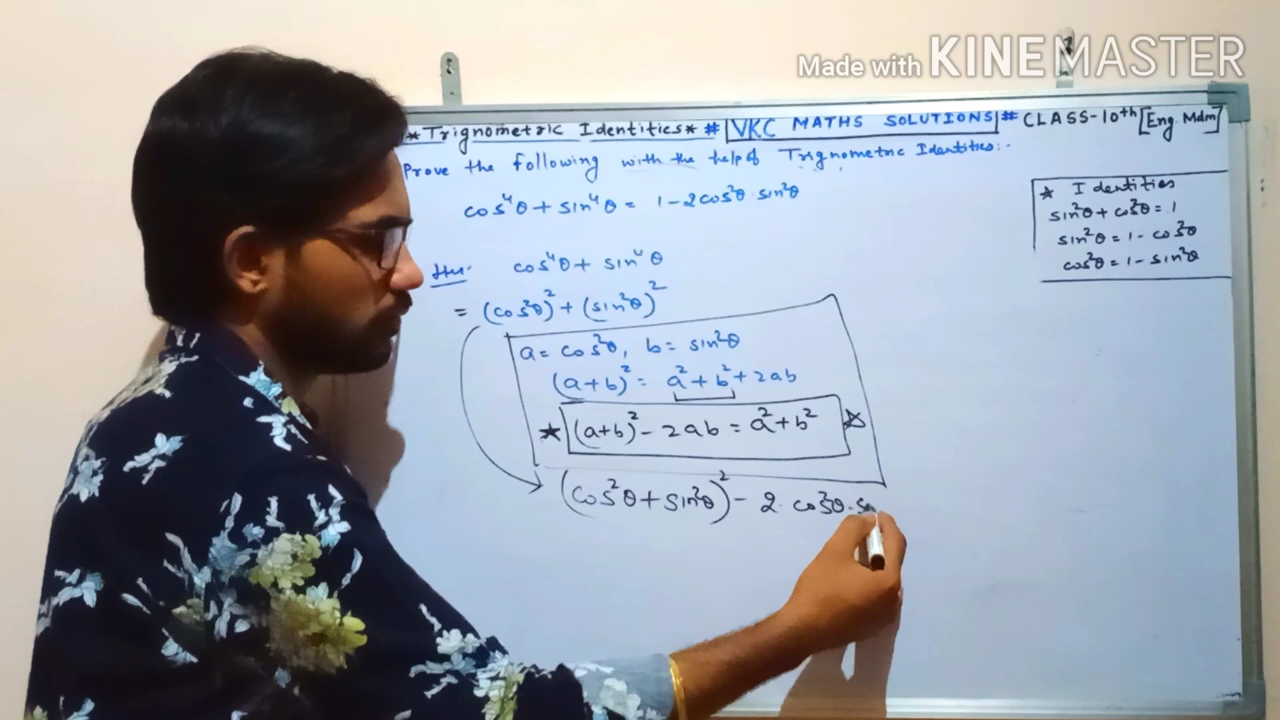 Made with KINEMASTER
*Trignometric Identities* # VKC MATHS SOLUTIONS # CLASS-10th [Eng Mdm]
Prove the following with the help of Trignometric Identities:-
cos⁴θ + sin⁴θ = 1 - 2cos²θ · sin²θ
★ Identities
sin²θ + cos²θ = 1
sin²θ = 1 - cos²θ
cos²θ = 1 - sin²θ
cos⁴θ + sin⁴θ
= (cos²θ)² + (sin²θ)²
a = cos²θ, b = sin²θ
(a+b)² = a² + b² + 2ab
★ (a+b)² - 2ab = a² + b² ☆
(cos²θ + sin²θ)² - 2·cos²θ·s